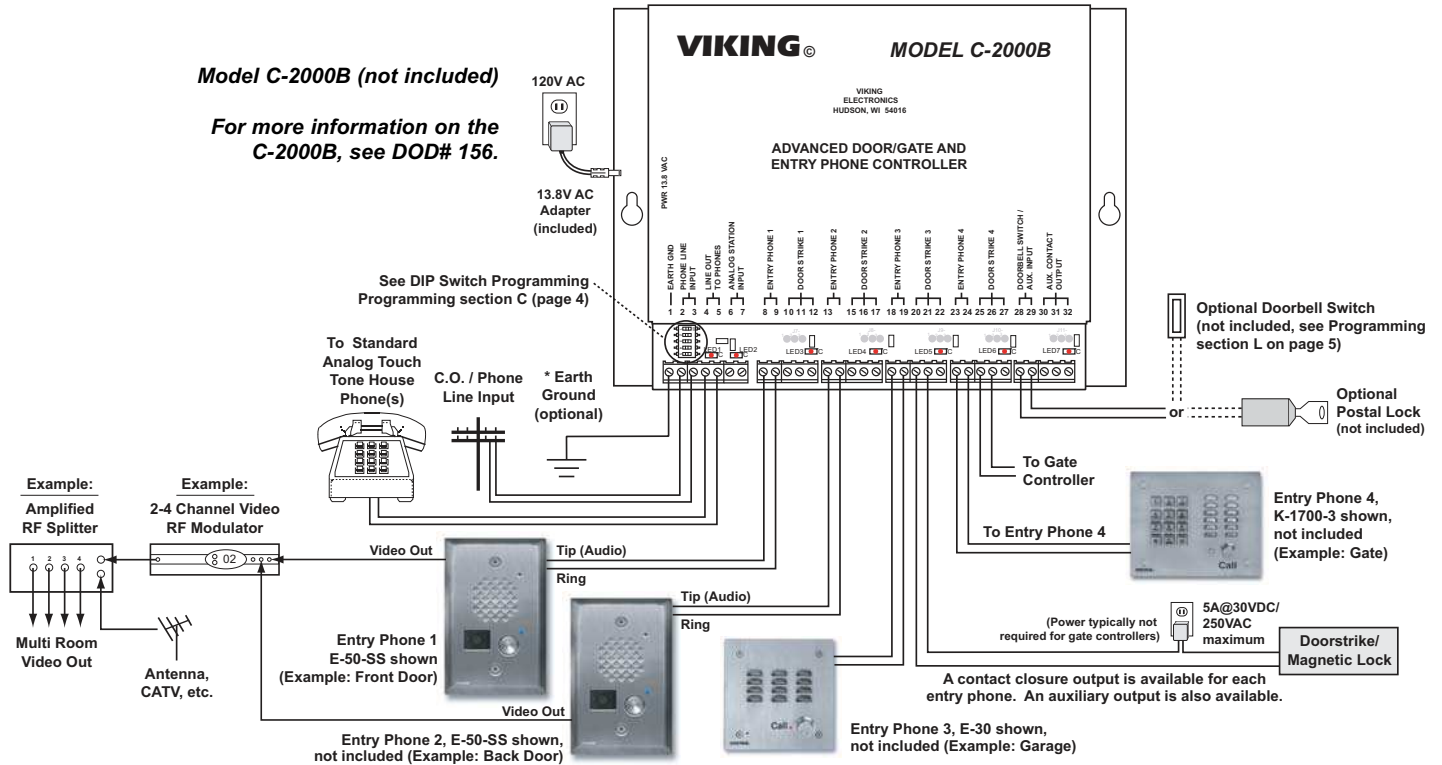 VIKING©
MODEL C-2000B
Model C-2000B (not included)
For more information on the
C-2000B, see DOD# 156.
120V AC
13.8V AC
Adapter
(included)
VIKING
ELECTRONICS
HUDSON, WI 54016
ADVANCED DOOR/GATE AND
ENTRY PHONE CONTROLLER
PWR 13.8 VAC
EARTH GND
PHONE LINE
INPUT
LINE OUT
TO PHONES
ANALOG STATION
INPUT
ENTRY PHONE 1
DOOR STRIKE 1
ENTRY PHONE 2
DOOR STRIKE 2
ENTRY PHONE 3
DOOR STRIKE 3
ENTRY PHONE 4
DOOR STRIKE 4
DOORBELL SWITCH /
AUX. INPUT
AUX. CONTACT
OUTPUT
1 2 3 4 5 6 7 8 9 10 11 12 13 15 16 17 18 19 20 21 22 23 24 25 26 27 28 29 30 31 32
LED1 LED2 LED3 LED4 LED5 LED6 LED7
See DIP Switch Programming
Programming section C (page 4)
Optional Doorbell Switch
(not included, see Programming
section L on page 5)
or
Optional
Postal Lock
(not included)
To Standard
Analog Touch
Tone House
Phone(s)
C.O. / Phone
Line Input
* Earth
Ground
(optional)
To Gate
Controller
To Entry Phone 4
Entry Phone 4,
K-1700-3 shown,
not included
(Example: Gate)
Call
Example:
Amplified
RF Splitter
1 2 3 4
Example:
2-4 Channel Video
RF Modulator
02
Multi Room
Video Out
Antenna,
CATV, etc.
Video Out
Tip (Audio)
Ring
Entry Phone 1
E-50-SS shown
(Example: Front Door)
Tip (Audio)
Ring
Video Out
Entry Phone 2, E-50-SS shown,
not included (Example: Back Door)
Call
VIKING
Entry Phone 3, E-30 shown,
not included (Example: Garage)
(Power typically not
required for gate controllers)
5A@30VDC/
250VAC
maximum
Doorstrike/
Magnetic Lock
A contact closure output is available for each
entry phone. An auxiliary output is also available.